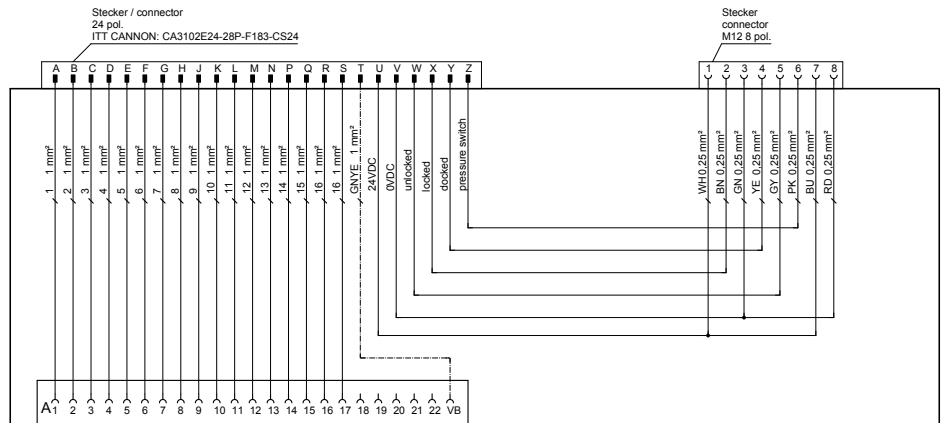 Stecker / connector
24 pol.
ITT CANNON: CA3102E24-28P-F183-CS24
Stecker
connector
M12 8 pol.
A B C D E F G H J K L M N P Q R S T U V W X Y Z
1 2 3 4 5 6 7 8
1 1 mm²
2 1 mm²
3 1 mm²
4 1 mm²
5 1 mm²
6 1 mm²
7 1 mm²
8 1 mm²
9 1 mm²
10 1 mm²
11 1 mm²
12 1 mm²
13 1 mm²
14 1 mm²
15 1 mm²
16 1 mm²
16 1 mm²
GNYE 1 mm²
24VDC
0VDC
unlocked
locked
docked
pressure switch
WH 0,25 mm²
BN 0,25 mm²
GN 0,25 mm²
YE 0,25 mm²
GY 0,25 mm²
PK 0,25 mm²
BU 0,25 mm²
RD 0,25 mm²
A 1 2 3 4 5 6 7 8 9 10 11 12 13 14 15 16 17 18 19 20 21 22 VB